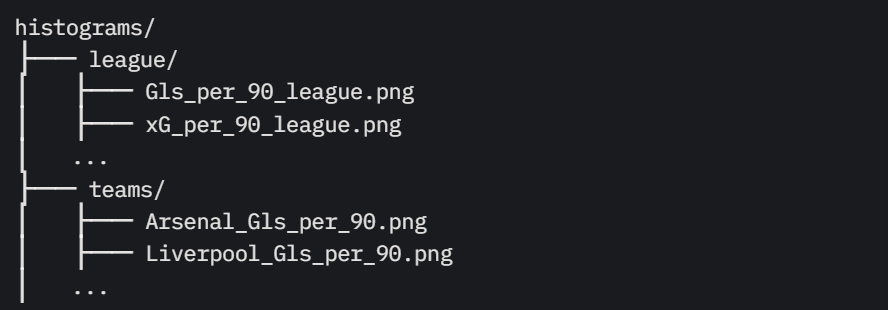 histograms/
├── league/
│   ├── Gls_per_90_league.png
│   ├── xG_per_90_league.png
│   ...
├── teams/
│   ├── Arsenal_Gls_per_90.png
│   ├── Liverpool_Gls_per_90.png
│   ...